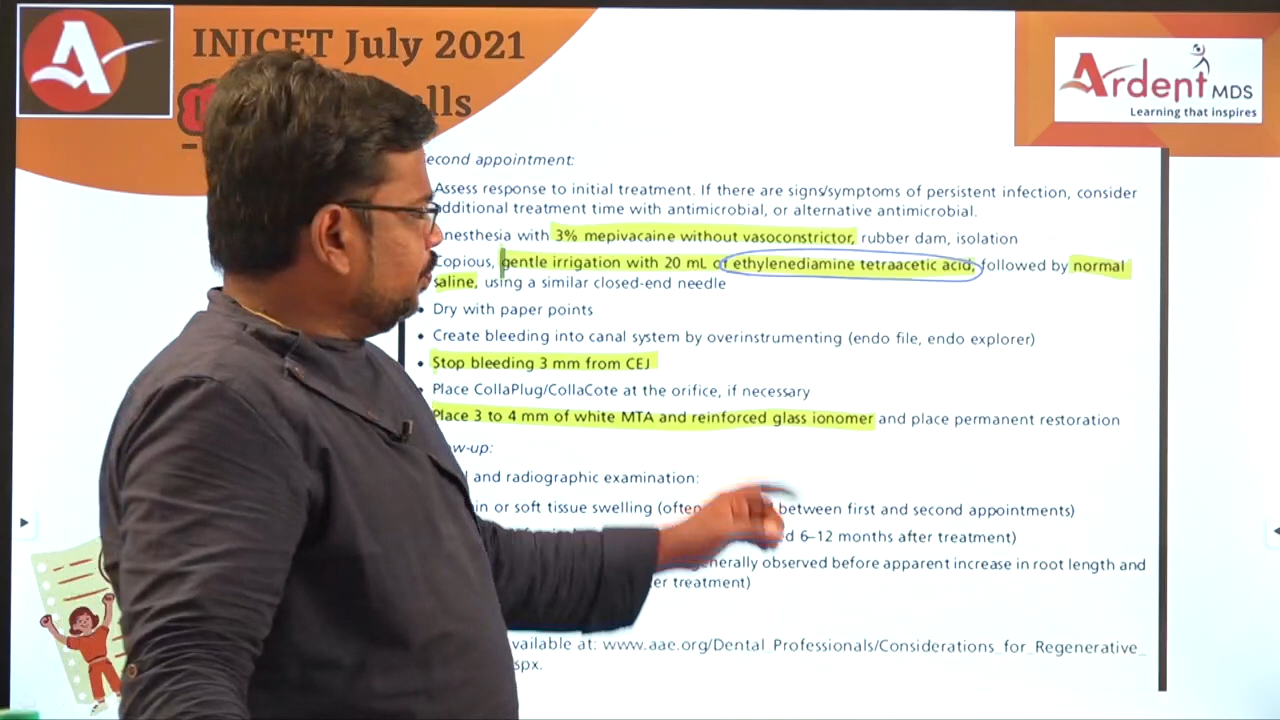 INICET July 2021
Ardent MDS
Learning that inspires
econd appointment:
Assess response to initial treatment. If there are signs/symptoms of persistent infection, consider
dditional treatment time with antimicrobial, or alternative antimicrobial.
nesthesia with 3% mepivacaine without vasoconstrictor, rubber dam, isolation
Copious, gentle irrigation with 20 mL of ethylenediamine tetraacetic acid, followed by normal
saline, using a similar closed-end needle
• Dry with paper points
• Create bleeding into canal system by overinstrumenting (endo file, endo explorer)
• Stop bleeding 3 mm from CEJ
• Place CollaPlug/CollaCote at the orifice, if necessary
Place 3 to 4 mm of white MTA and reinforced glass ionomer and place permanent restoration
ow-up:
and radiographic examination:
in or soft tissue swelling (often between first and second appointments)
d 6–12 months after treatment)
nerally observed before apparent increase in root length and
er treatment)
vailable at: www.aae.org/Dental_Professionals/Considerations_for_Regenerative_
spx.